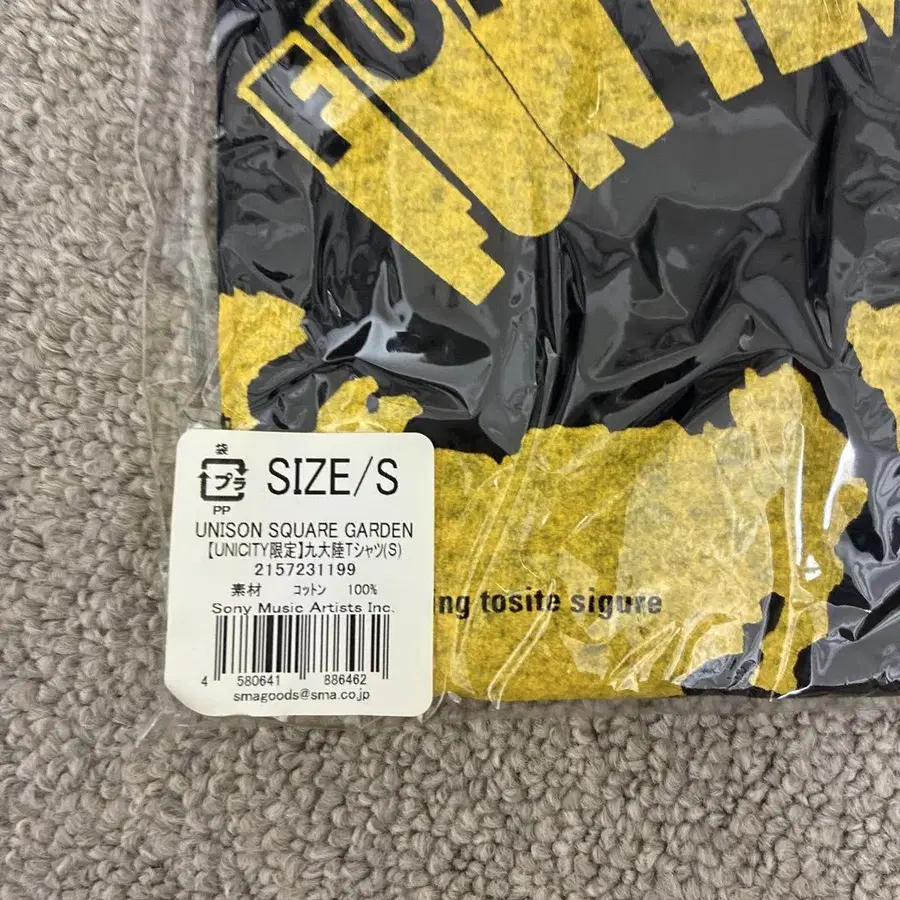 袋
プラ
PP
SIZE/S
UNISON SQUARE GARDEN
【UNICITY限定】九大陸Tシャツ(S)
2157231199
素材 コットン 100%
Sony Music Artists Inc.
4 580641 886462
smagoods@sma.co.jp
ng tosite sigure